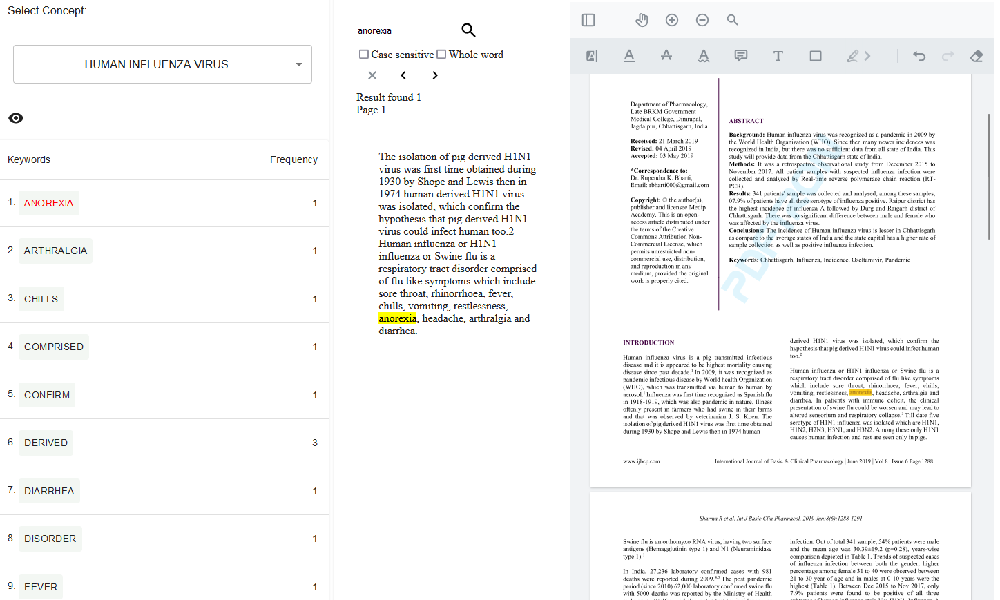 Select Concept:
HUMAN INFLUENZA VIRUS
Keywords
Frequency
1. ANOREXIA 1
2. ARTHRALGIA 1
3. CHILLS 1
4. COMPRISED 1
5. CONFIRM 1
6. DERIVED 3
7. DIARRHEA 1
8. DISORDER 1
9. FEVER 1
anorexia
Case sensitive Whole word
Result found 1
Page 1
The isolation of pig derived H1N1
virus was first time obtained during
1930 by Shope and Lewis then in
1974 human derived H1N1 virus
was isolated, which confirm the
hypothesis that pig derived H1N1
virus could infect human too.2
Human influenza or H1N1
influenza or Swine flu is a
respiratory tract disorder comprised
of flu like symptoms which include
sore throat, rhinorrhoea, fever,
chills, vomiting, restlessness,
anorexia, headache, arthralgia and
diarrhea.
Department of Pharmacology,
Late BRKM Government
Medical College, Dimrapal,
Jagdalpur, Chhattisgarh, India
Received: 21 March 2019
Revised: 04 April 2019
Accepted: 03 May 2019
*Correspondence to:
Dr. Rupendra K. Bharti,
Email: rbharti000@gmail.com
Copyright: © the author(s),
publisher and licensee Medip
Academy. This is an open-
access article distributed under
the terms of the Creative
Commons Attribution Non-
Commercial License, which
permits unrestricted non-
commercial use, distribution,
and reproduction in any
medium, provided the original
work is properly cited.
ABSTRACT
Background: Human influenza virus was recognized as a pandemic in 2009 by
the World Health Organization (WHO). Since then many newer incidences was
recognized in India, but there was no sufficient data from all state of India. This
study will provide data from the Chhattisgarh state of India.
Methods: It was a retrospective observational study from December 2015 to
November 2017. All patient samples with suspected influenza infection were
collected and analysed by Real-time reverse polymerase chain reaction (RT-
PCR).
Results: 341 patients' sample was collected and analysed; among these samples,
07.9% of patients have all three serotype of influenza positive. Raipur district has
the highest incidence of influenza A followed by Durg and Raigarh district of
Chhattisgarh. There was no significant difference between male and female who
was affected by the influenza virus.
Conclusions: The incidence of Human influenza virus is lesser in Chhattisgarh
as compare to the average states of India and the state capital has a higher rate of
sample collection as well as positive influenza infection.
Keywords: Chhattisgarh, Influenza, Incidence, Oseltamivir, Pandemic
INTRODUCTION
Human influenza virus is a pig transmitted infectious
disease and it is appeared to be highest mortality causing
disease since past decade.1 In 2009, it was recognized as
pandemic infectious disease by World health Organization
(WHO), which was transmitted via human to human by
aerosol.1 Influenza was first time recognized as Spanish flu
in 1918-1919, which was also pandemic in nature. Illness
oftenly present in farmers who had swine in their farms
and that was observed by veterinarian J. S. Koen. The
isolation of pig derived H1N1 virus was first time obtained
during 1930 by Shope and Lewis then in 1974 human
derived H1N1 virus was isolated, which confirm the
hypothesis that pig derived H1N1 virus could infect human
too.2
Human influenza or H1N1 influenza or Swine flu is a
respiratory tract disorder comprised of flu like symptoms
which include sore throat, rhinorrhoea, fever, chills,
vomiting, restlessness, anorexia, headache, arthralgia and
diarrhea. In patients with immune deficit, the clinical
presentation of swine flu could be worsen and may lead to
altered sensorium and respiratory collapse.3 Till date five
serotype of H1N1 influenza was isolated which are H1N1,
H1N2, H2N3, H3N1, and H3N2. Among these only H1N1
causes human infection and rest are seen only in pigs.
www.ijbcp.com
International Journal of Basic & Clinical Pharmacology | June 2019 | Vol 8 | Issue 6 Page 1288
Sharma R et al. Int J Basic Clin Pharmacol. 2019 Jun;8(6):1288-1291
Swine flu is an orthomyxo RNA virus, having two surface
antigens (Hemagglutinin type 1) and N1 (Neuraminidase
type 1).1
In India, 27,236 laboratory confirmed cases with 981
deaths were reported during 2009.4,5 The post pandemic
period (since 2010) 62,000 laboratory confirmed swine flu
with 5000 deaths was reported by the Ministry of Health
infection. Out of total 341 sample, 54% patients were male
and the mean age was 30.39±19.2 (p=0.28), years-wise
comparison depicted in Table 1. Trends of suspected cases
of influenza infection between both the gender, higher
percentage among female 31 to 40 were observed between
21 to 30 year of age and in males at 0-10 years were the
highest (Table 1). Between Dec 2015 to Nov 2017, only
7.9% patients were found to be positive of all three